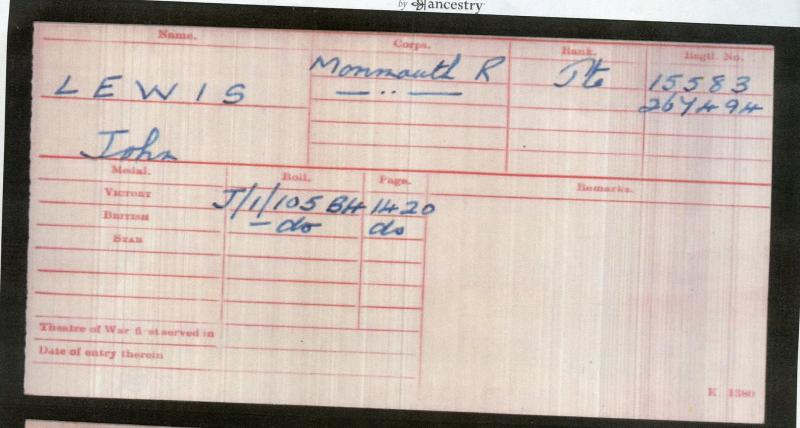 by ancestry
Name. Corps. Rank. Regtl. No.
LEWIS Monmouth R Pte 15583
— .. — 267494
John
Medal. Roll. Page. Remarks.
Victory J/1/105 B4 1420
British — do do
Star
Theatre of War first served in
Date of entry therein
K 1380